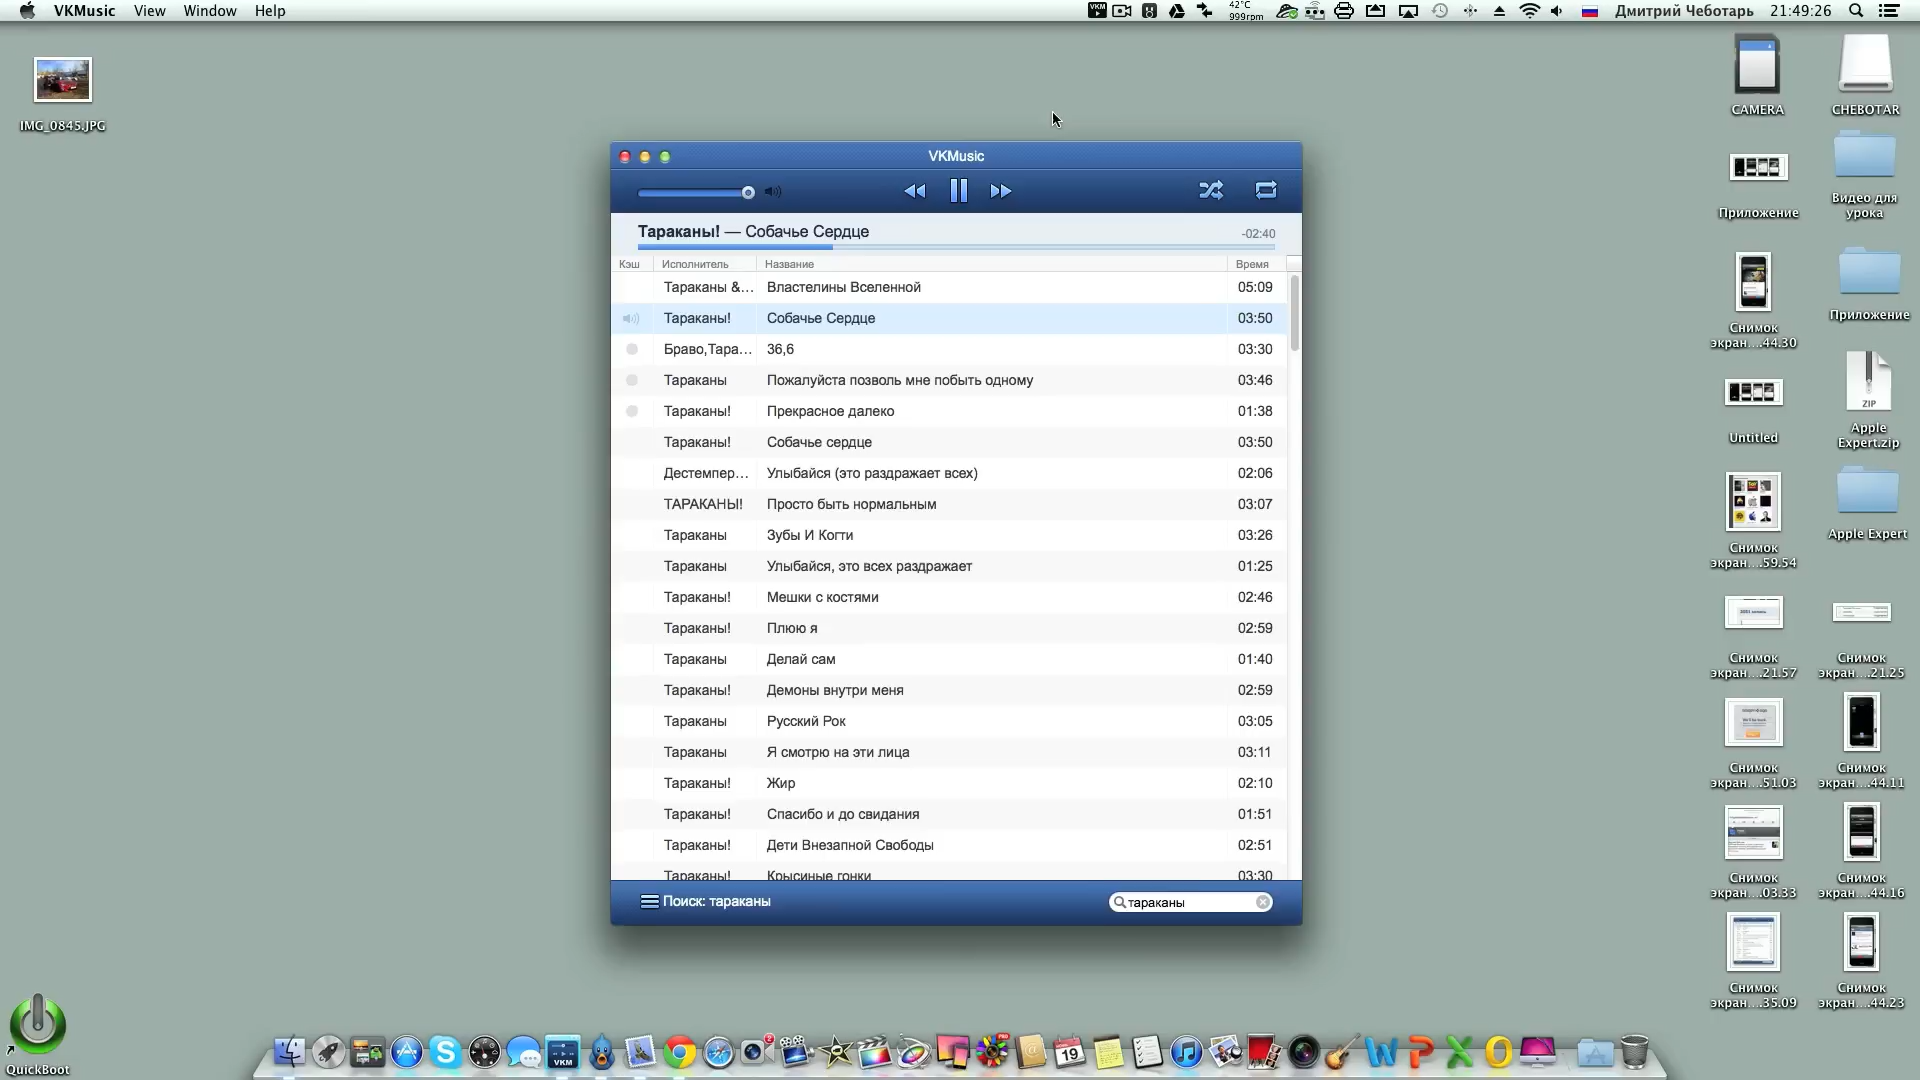 VKMusic View Window Help
VKM 42°C 999rpm Дмитрий Чеботарь 21:49:26
IMG_0845.JPG
CAMERA
CHEBOTAR
Приложение
Видео для урока
Снимок экран....44.30
Приложение
Untitled
ZIP
Apple Expert.zip
Снимок экран....59.54
Apple Expert
Снимок экран....21.57
Снимок экран....21.25
Снимок экран....51.03
Снимок экран....44.11
Снимок экран....03.33
Снимок экран....44.16
Снимок экран....35.09
Снимок экран....44.23
VKMusic
Тараканы! — Собачье Сердце -02:40
Кэш Исполнитель Название Время
Тараканы &... Властелины Вселенной 05:09
Тараканы! Собачье Сердце 03:50
Браво,Тара... 36,6 03:30
Тараканы Пожалуйста позволь мне побыть одному 03:46
Тараканы! Прекрасное далеко 01:38
Тараканы! Собачье сердце 03:50
Дестемпер... Улыбайся (это раздражает всех) 02:06
ТАРАКАНЫ! Просто быть нормальным 03:07
Тараканы Зубы И Когти 03:26
Тараканы Улыбайся, это всех раздражает 01:25
Тараканы! Мешки с костями 02:46
Тараканы! Плюю я 02:59
Тараканы Делай сам 01:40
Тараканы! Демоны внутри меня 02:59
Тараканы Русский Рок 03:05
Тараканы Я смотрю на эти лица 03:11
Тараканы! Жир 02:10
Тараканы! Спасибо и до свидания 01:51
Тараканы! Дети Внезапной Свободы 02:51
Тараканы! Крысиные гонки 03:30
Поиск: тараканы
тараканы
QuickBoot
VKM
19